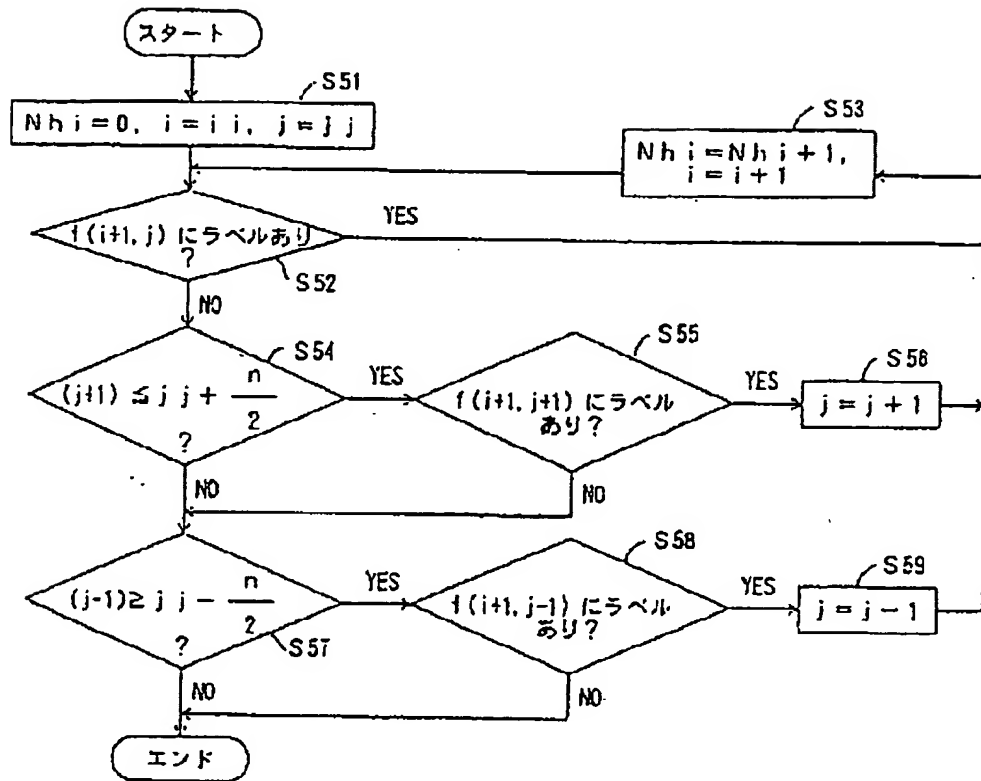 スタート
S51
Nhi=0, i=ii, j=jj
S53
Nhi=Nhi+1,
i=i+1
YES
f(i+1,j)にラベルあり
?
S52
NO
S54
(j+1)≦jj+n/2
?
YES
S55
f(i+1,j+1)にラベル
あり?
YES
S56
j=j+1
NO
NO
(j-1)≥jj-n/2
?
S57
YES
S58
f(i+1,j-1)にラベル
あり?
YES
S59
j=j-1
NO
NO
エンド